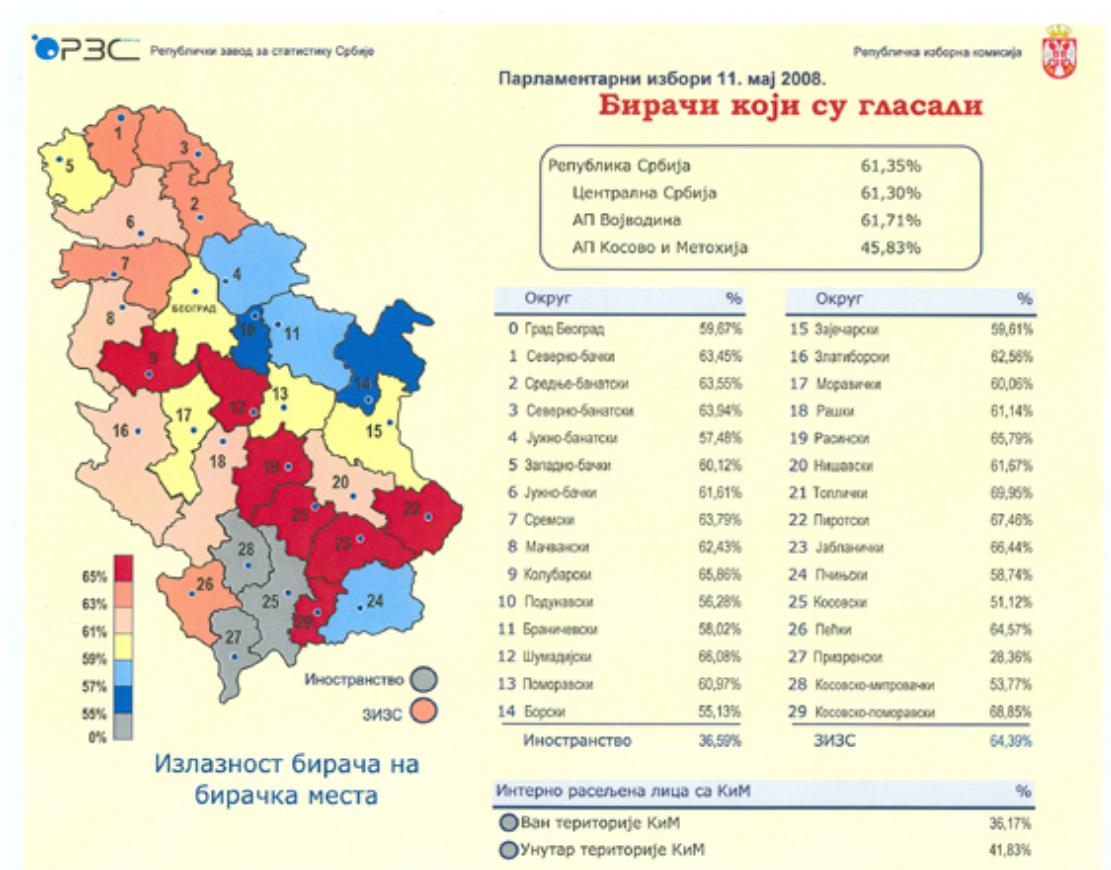 РЗС Републички завод за статистику Србије
Републичка изборна комисија
Парламентарни избори 11. мај 2008.
Бирачи који су гласали
Република Србија 61,35%
Централна Србија 61,30%
АП Војводина 61,71%
АП Косово и Метохија 45,83%
Округ %
0 Град Београд 59,67%
1 Северно-бачки 63,45%
2 Средње-банатски 63,55%
3 Северно-банатски 63,94%
4 Јужно-банатски 57,48%
5 Западно-бачки 60,12%
6 Јужно-бачки 61,61%
7 Сремски 63,79%
8 Мачвански 62,43%
9 Колубарски 65,86%
10 Подунавски 56,28%
11 Браничевски 58,02%
12 Шумадијски 66,08%
13 Поморавски 60,97%
14 Борски 55,13%
Иностранство 36,59%
Округ %
15 Зајечарски 59,61%
16 Златиборски 62,56%
17 Моравички 60,06%
18 Рашки 61,14%
19 Расински 65,79%
20 Нишавски 61,67%
21 Топлички 69,95%
22 Пиротски 67,46%
23 Јабланички 66,44%
24 Пчињски 58,74%
25 Косовски 51,12%
26 Пећки 64,57%
27 Призренски 28,36%
28 Косовско-митровачки 53,77%
29 Косовско-поморавски 68,85%
ЗИЗС 64,39%
Интерно расељена лица са КиМ %
Ван територије КиМ 36,17%
Унутар територије КиМ 41,83%
1
3
5
2
6
7
4
БЕОГРАД
8
10
11
9
14
12
13
17
16
15
18
19
20
21
22
23
28
26
25
24
29
27
65%
63%
61%
59%
57%
55%
0%
Иностранство
ЗИЗС
Излазност бирача на
бирачка места